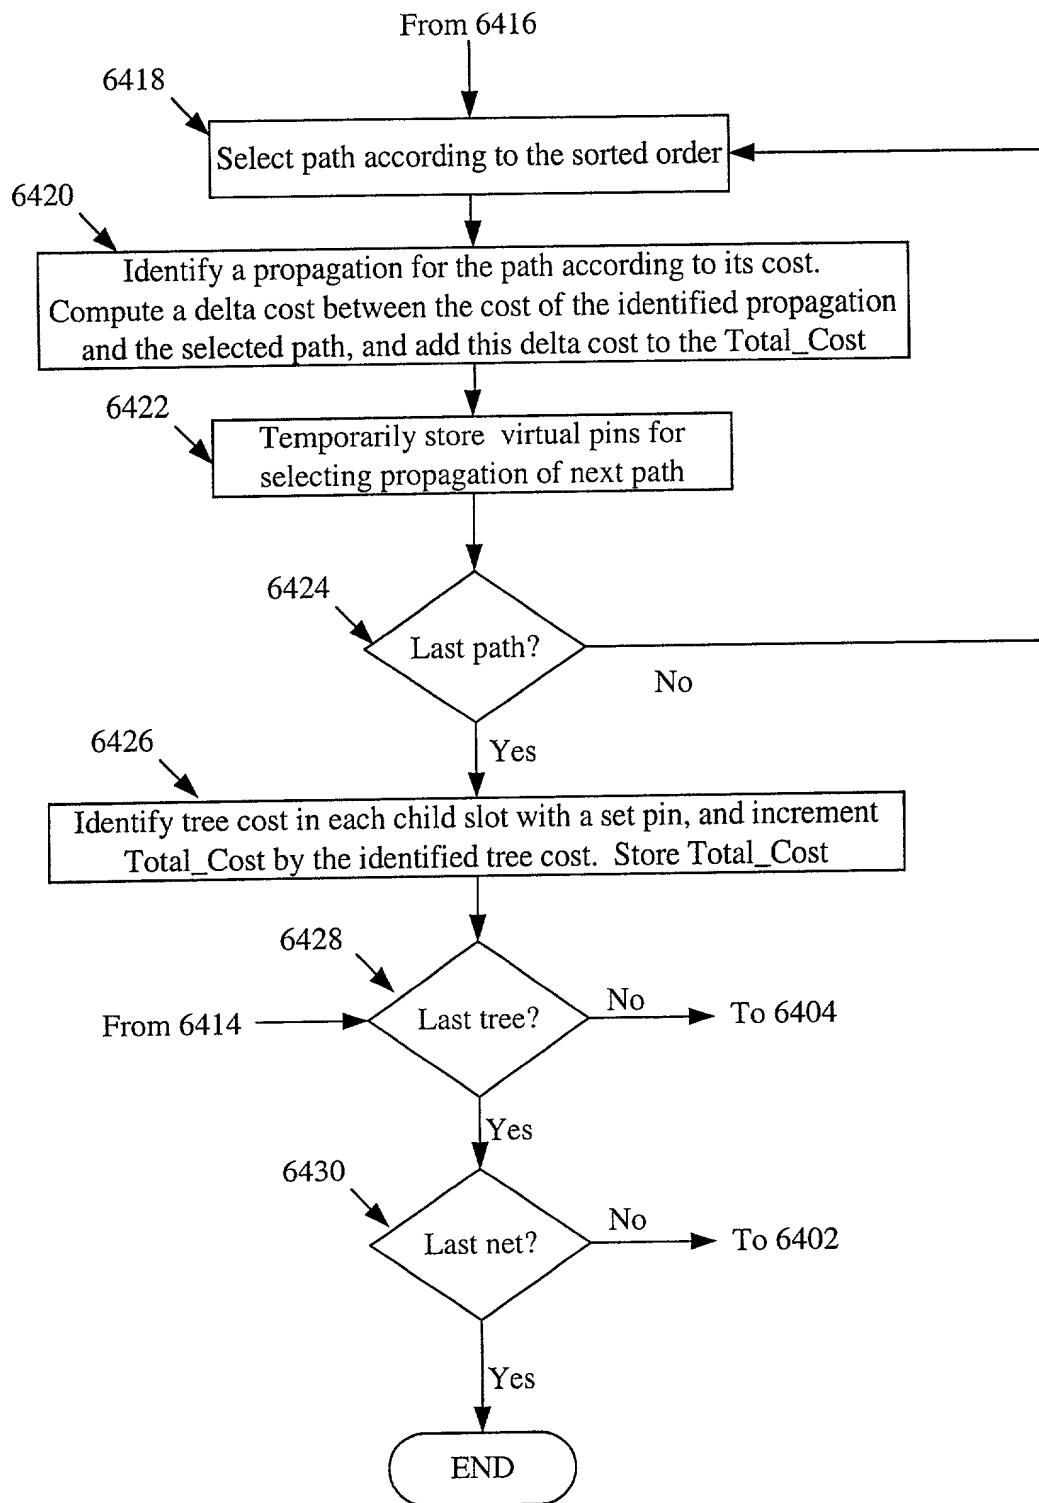 From 6416
6418
Select path according to the sorted order
6420
Identify a propagation for the path according to its cost.
Compute a delta cost between the cost of the identified propagation
and the selected path, and add this delta cost to the Total_Cost
6422
Temporarily store virtual pins for
selecting propagation of next path
6424
Last path?
No
Yes
6426
Identify tree cost in each child slot with a set pin, and increment
Total_Cost by the identified tree cost. Store Total_Cost
6428
From 6414
Last tree?
No
To 6404
Yes
6430
Last net?
No
To 6402
Yes
END